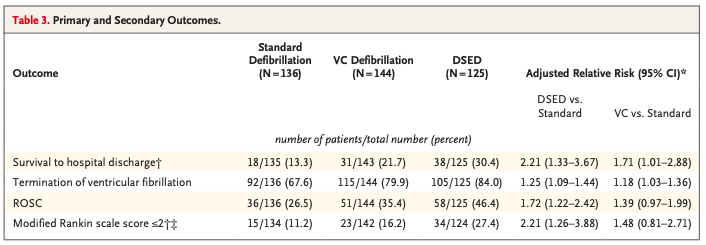 Table 3. Primary and Secondary Outcomes.
Outcome Standard Defibrillation (N=136) VC Defibrillation (N=144) DSED (N=125) Adjusted Relative Risk (95% CI)*
DSED vs. Standard VC vs. Standard
number of patients/total number (percent)
Survival to hospital discharge† 18/135 (13.3) 31/143 (21.7) 38/125 (30.4) 2.21 (1.33–3.67) 1.71 (1.01–2.88)
Termination of ventricular fibrillation 92/136 (67.6) 115/144 (79.9) 105/125 (84.0) 1.25 (1.09–1.44) 1.18 (1.03–1.36)
ROSC 36/136 (26.5) 51/144 (35.4) 58/125 (46.4) 1.72 (1.22–2.42) 1.39 (0.97–1.99)
Modified Rankin scale score ≤2†‡ 15/134 (11.2) 23/142 (16.2) 34/124 (27.4) 2.21 (1.26–3.88) 1.48 (0.81–2.71)